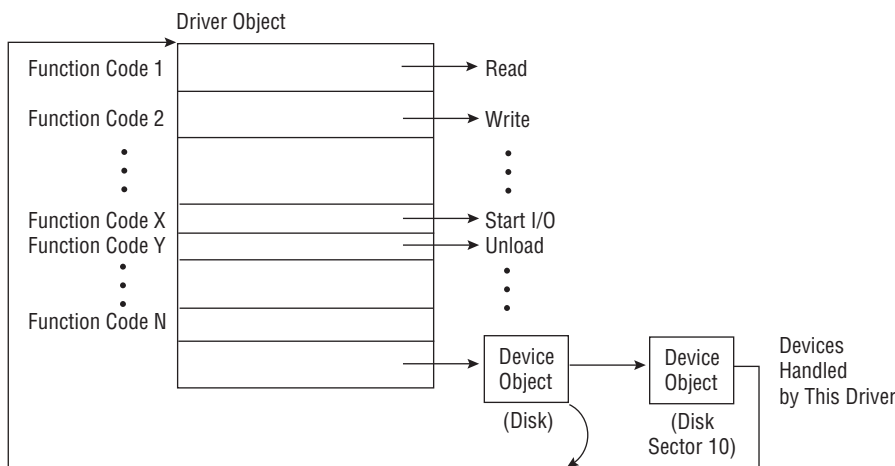 Driver Object
Function Code 1
Read
Function Code 2
Write
Function Code X
Start I/O
Function Code Y
Unload
Function Code N
Device
Object
(Disk)
Device
Object
(Disk
Sector 10)
Devices
Handled
by This Driver